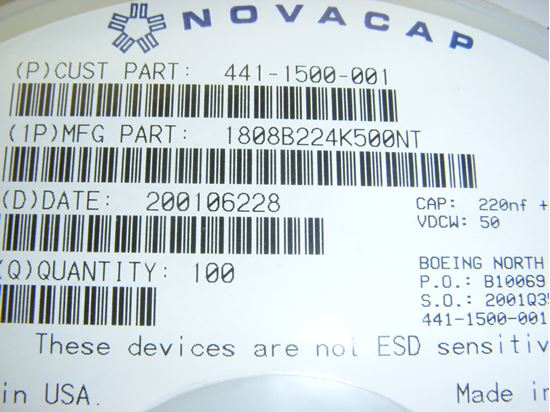 NOVACAP
(P)CUST PART: 441-1500-001
(1P)MFG PART: 1808B224K500NT
(D)DATE: 200106228
CAP: 220nf +
VDCW: 50
(Q)QUANTITY: 100
BOEING NORTH
P.O.: B10069
S.O.: 2001Q35
441-1500-001
These devices are not ESD sensitiv
in USA.
Made in